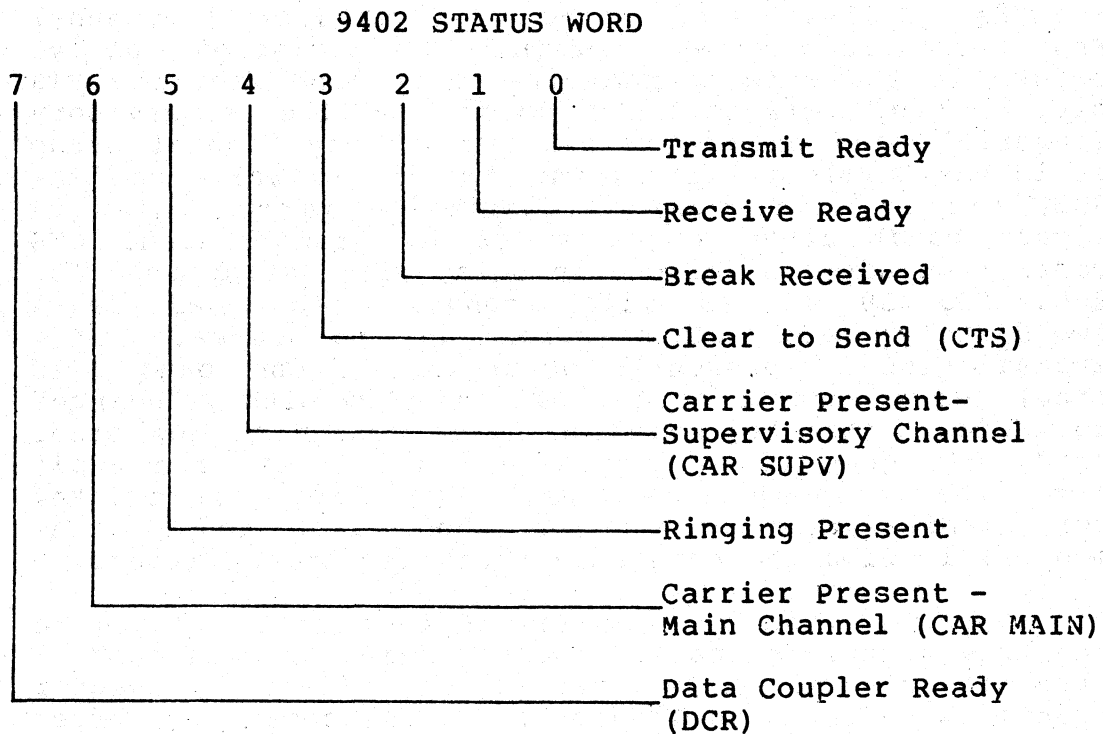 9402 STATUS WORD
7 6 5 4 3 2 1 0
Transmit Ready
Receive Ready
Break Received
Clear to Send (CTS)
Carrier Present-
Supervisory Channel
(CAR SUPV)
Ringing Present
Carrier Present -
Main Channel (CAR MAIN)
Data Coupler Ready
(DCR)